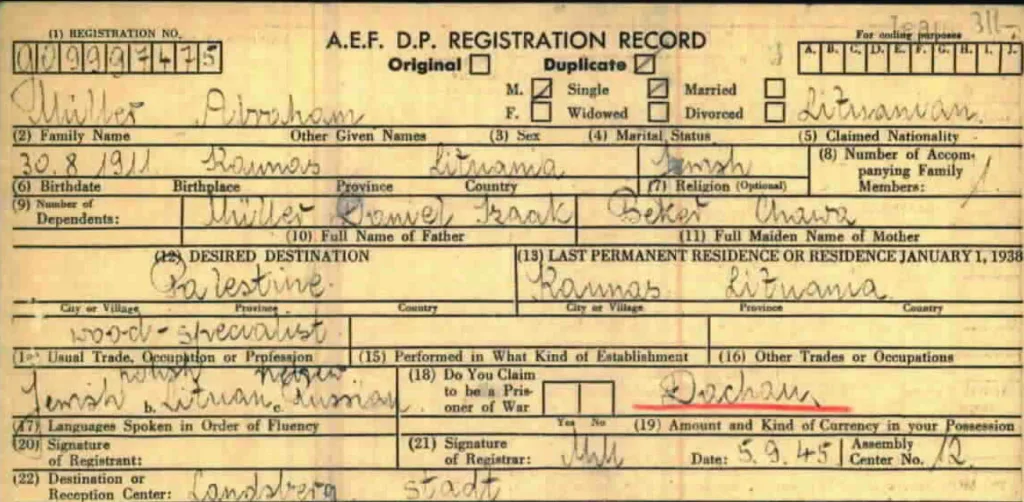 311-
(1) REGISTRATION NO.
A.E.F. D.P. REGISTRATION RECORD
For coding purposes
909997475
Original Duplicate
A. B. C. D. E. F. G. H. I. J.
M. Single Married
F. Widowed Divorced
Müller Abraham Lituanian
(2) Family Name Other Given Names (3) Sex (4) Marital Status (5) Claimed Nationality
30.8 1911 Kaunas Lituania Jewish
(8) Number of Accompanying Family Members: 1
(6) Birthdate Birthplace Province Country (7) Religion (Optional)
(9) Number of Dependents:
Müller Daniel Izaak Beker Chawa
(10) Full Name of Father (11) Full Maiden Name of Mother
(12) DESIRED DESTINATION (13) LAST PERMANENT RESIDENCE OR RESIDENCE JANUARY 1, 1938
Palestine Kaunas Lituania
City or Village Province Country City or Village Province Country
wood-specialist
Usual Trade, Occupation or Profession (15) Performed in What Kind of Establishment (16) Other Trades or Occupations
Jewish b. Lituan c. Russian
(18) Do You Claim to be a Prisoner of War
Dachau
(17) Languages Spoken in Order of Fluency Yes No (19) Amount and Kind of Currency in your Possession
(20) Signature of Registrant:
(21) Signature of Registrar:
Date: 5.9.45 Assembly Center No. 12.
(22) Destination or Reception Center: Landsberg stadt